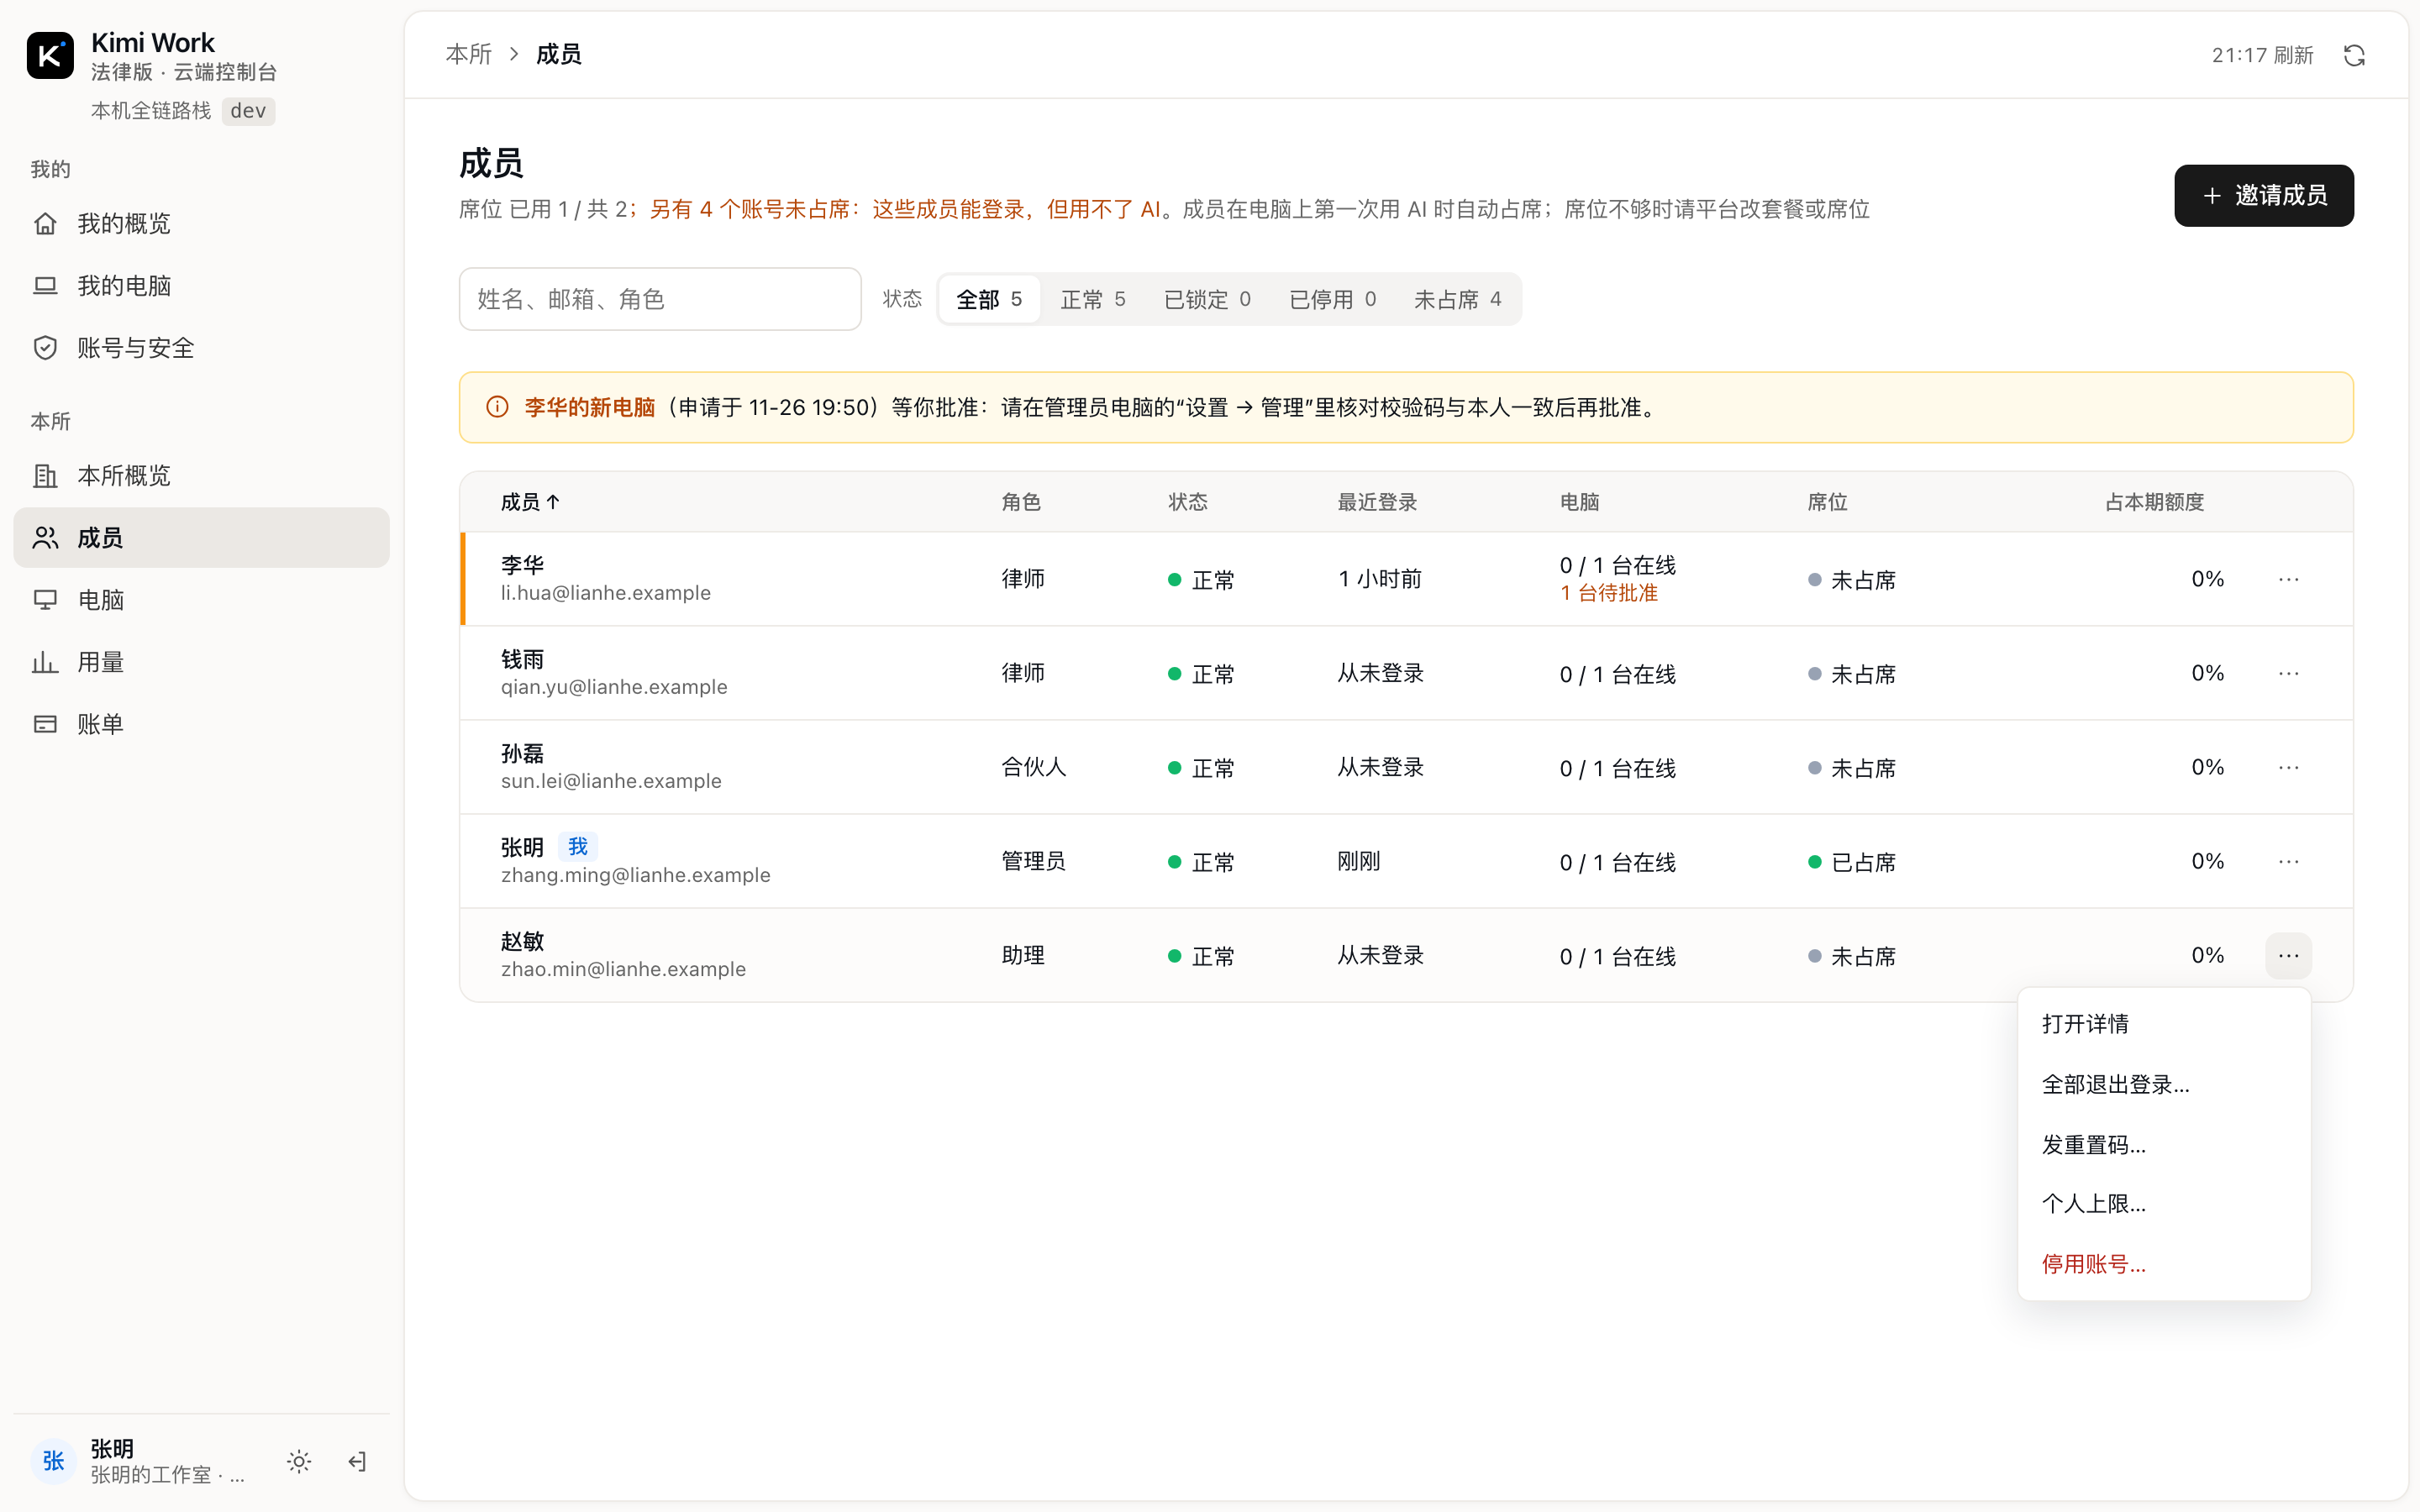 Kimi Work
法律版 · 云端控制台
本机全链路栈 dev
我的
我的概览
我的电脑
账号与安全
本所
本所概览
成员
电脑
用量
账单
张
张明
张明的工作室 · ...
本所 > 成员
21:17 刷新
成员
席位 已用 1 / 共 2；另有 4 个账号未占席：这些成员能登录，但用不了 AI。成员在电脑上第一次用 AI 时自动占席；席位不够时请平台改套餐或席位
+ 邀请成员
姓名、邮箱、角色
状态 全部 5 正常 5 已锁定 0 已停用 0 未占席 4
李华的新电脑（申请于 11-26 19:50）等你批准：请在管理员电脑的“设置 → 管理”里核对校验码与本人一致后再批准。
成员 ↑ 角色 状态 最近登录 电脑 席位 占本期额度
李华 律师 正常 1 小时前 0 / 1 台在线 未占席 0% ...
li.hua@lianhe.example 1 台待批准
钱雨 律师 正常 从未登录 0 / 1 台在线 未占席 0% ...
qian.yu@lianhe.example
孙磊 合伙人 正常 从未登录 0 / 1 台在线 未占席 0% ...
sun.lei@lianhe.example
张明 我 管理员 正常 刚刚 0 / 1 台在线 已占席 0% ...
zhang.ming@lianhe.example
赵敏 助理 正常 从未登录 0 / 1 台在线 未占席 0% ...
zhao.min@lianhe.example
打开详情
全部退出登录...
发重置码...
个人上限...
停用账号...